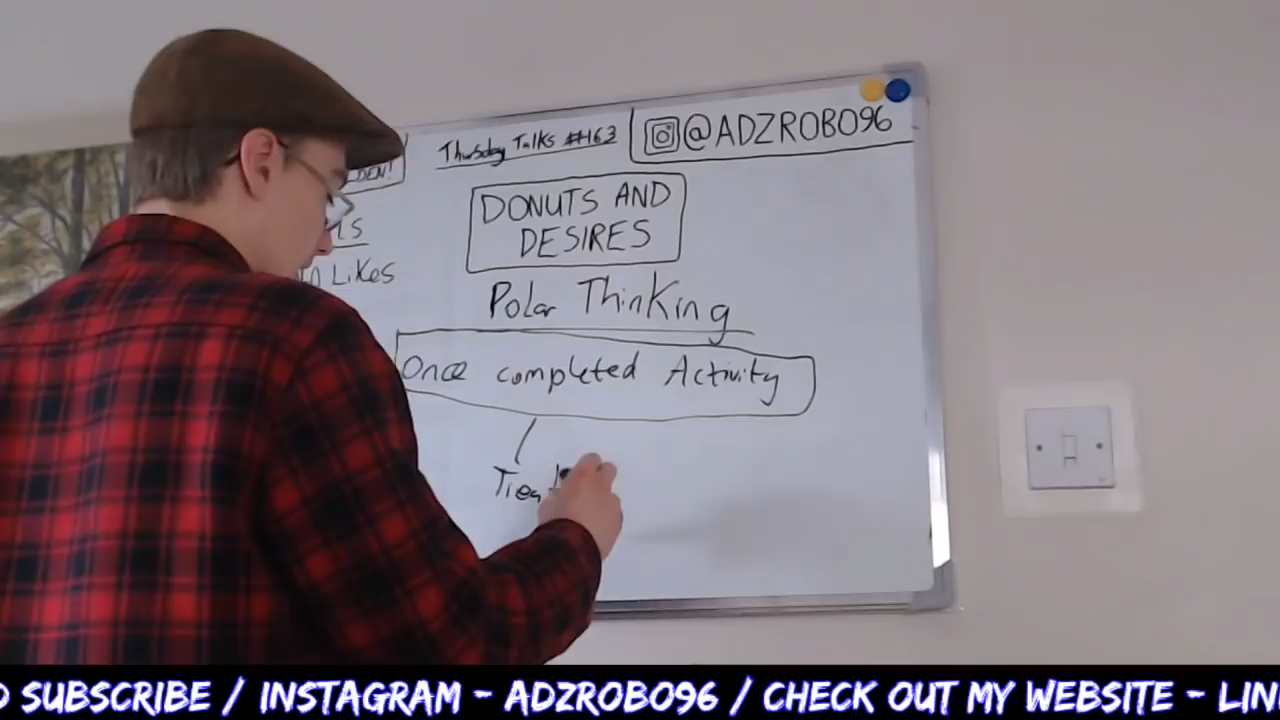 Thursday Talks #163
@ADZROBO96
DEN!
DONUTS AND
DESIRES
Likes
Polar Thinking
Once completed Activity
Treat
SUBSCRIBE / INSTAGRAM - ADZROBO96 / CHECK OUT MY WEBSITE - LIN